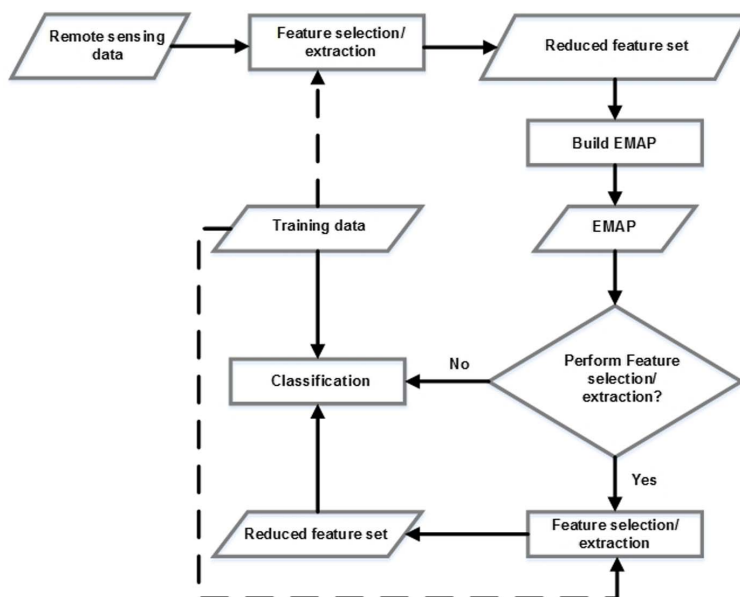 Remote sensing
data
Feature selection/
extraction
Reduced feature set
Build EMAP
EMAP
Training data
Perform Feature
selection/
extraction?
No
Classification
Yes
Feature selection/
extraction
Reduced feature set